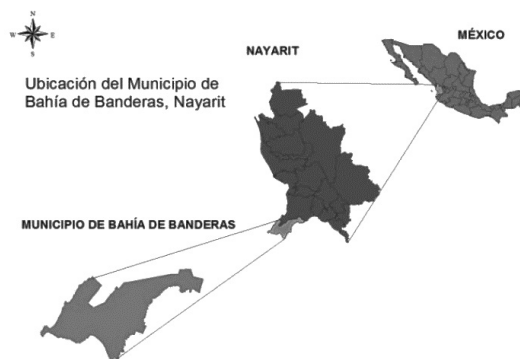 N
W E
S
NAYARIT
MÉXICO
Ubicación del Municipio de
Bahía de Banderas, Nayarit
MUNICIPIO DE BAHÍA DE BANDERAS